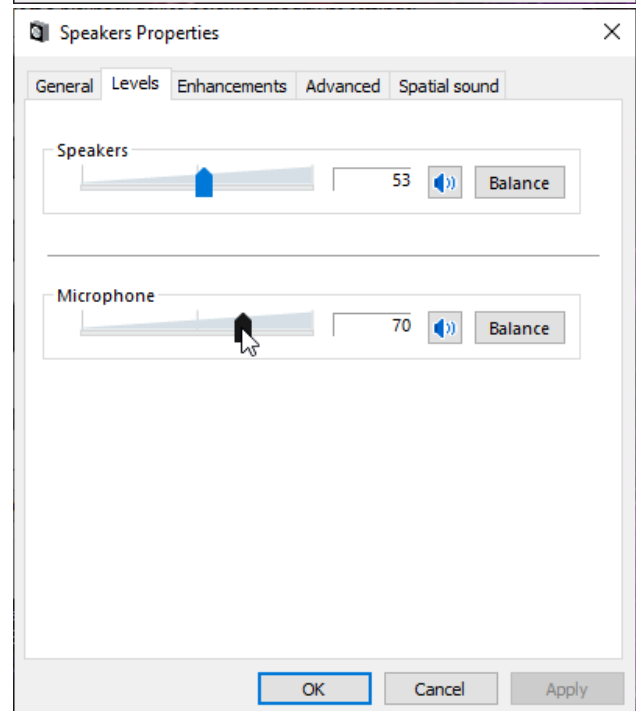 Speakers Properties
General Levels Enhancements Advanced Spatial sound
Speakers
53 Balance
Microphone
70 Balance
OK Cancel Apply